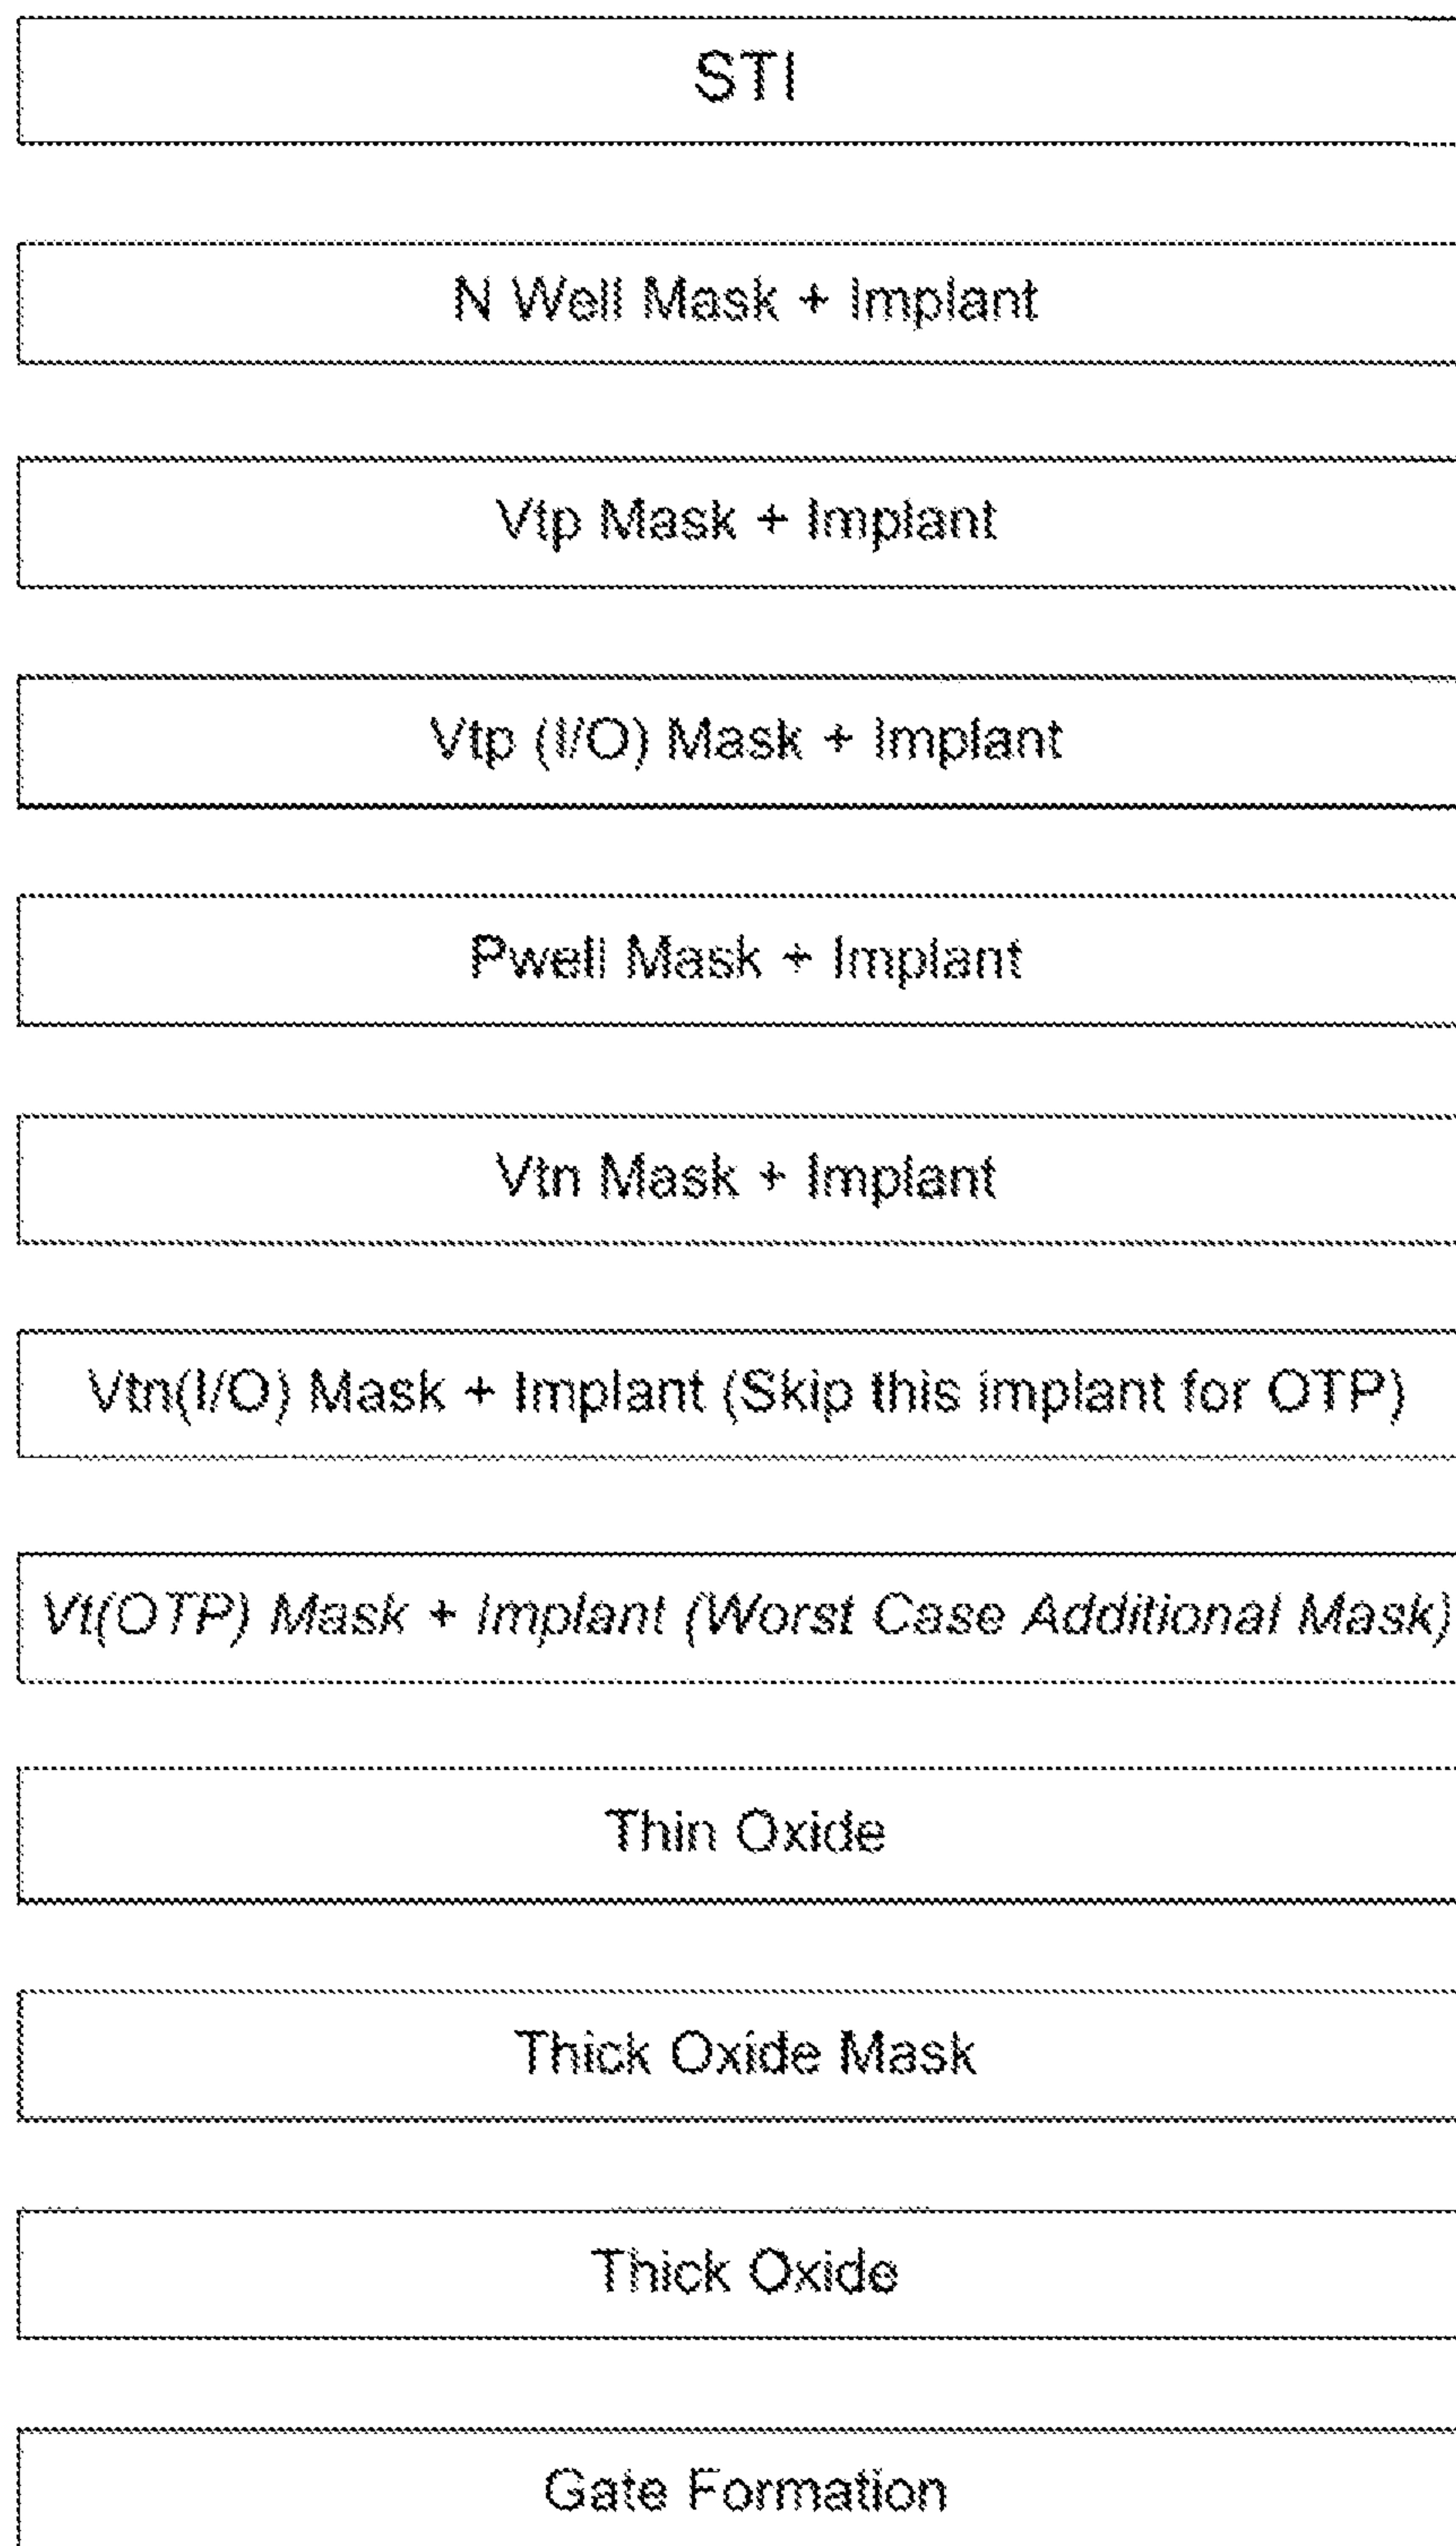 STI
N Well Mask + Implant
Vtp Mask + Implant
Vtp (I/O) Mask + Implant
Pwell Mask + Implant
Vtn Mask + Implant
Vtn(I/O) Mask + Implant (Skip this implant for OTP)
Vt(OTP) Mask + Implant (Worst Case Additional Mask)
Thin Oxide
Thick Oxide Mask
Thick Oxide
Gate Formation